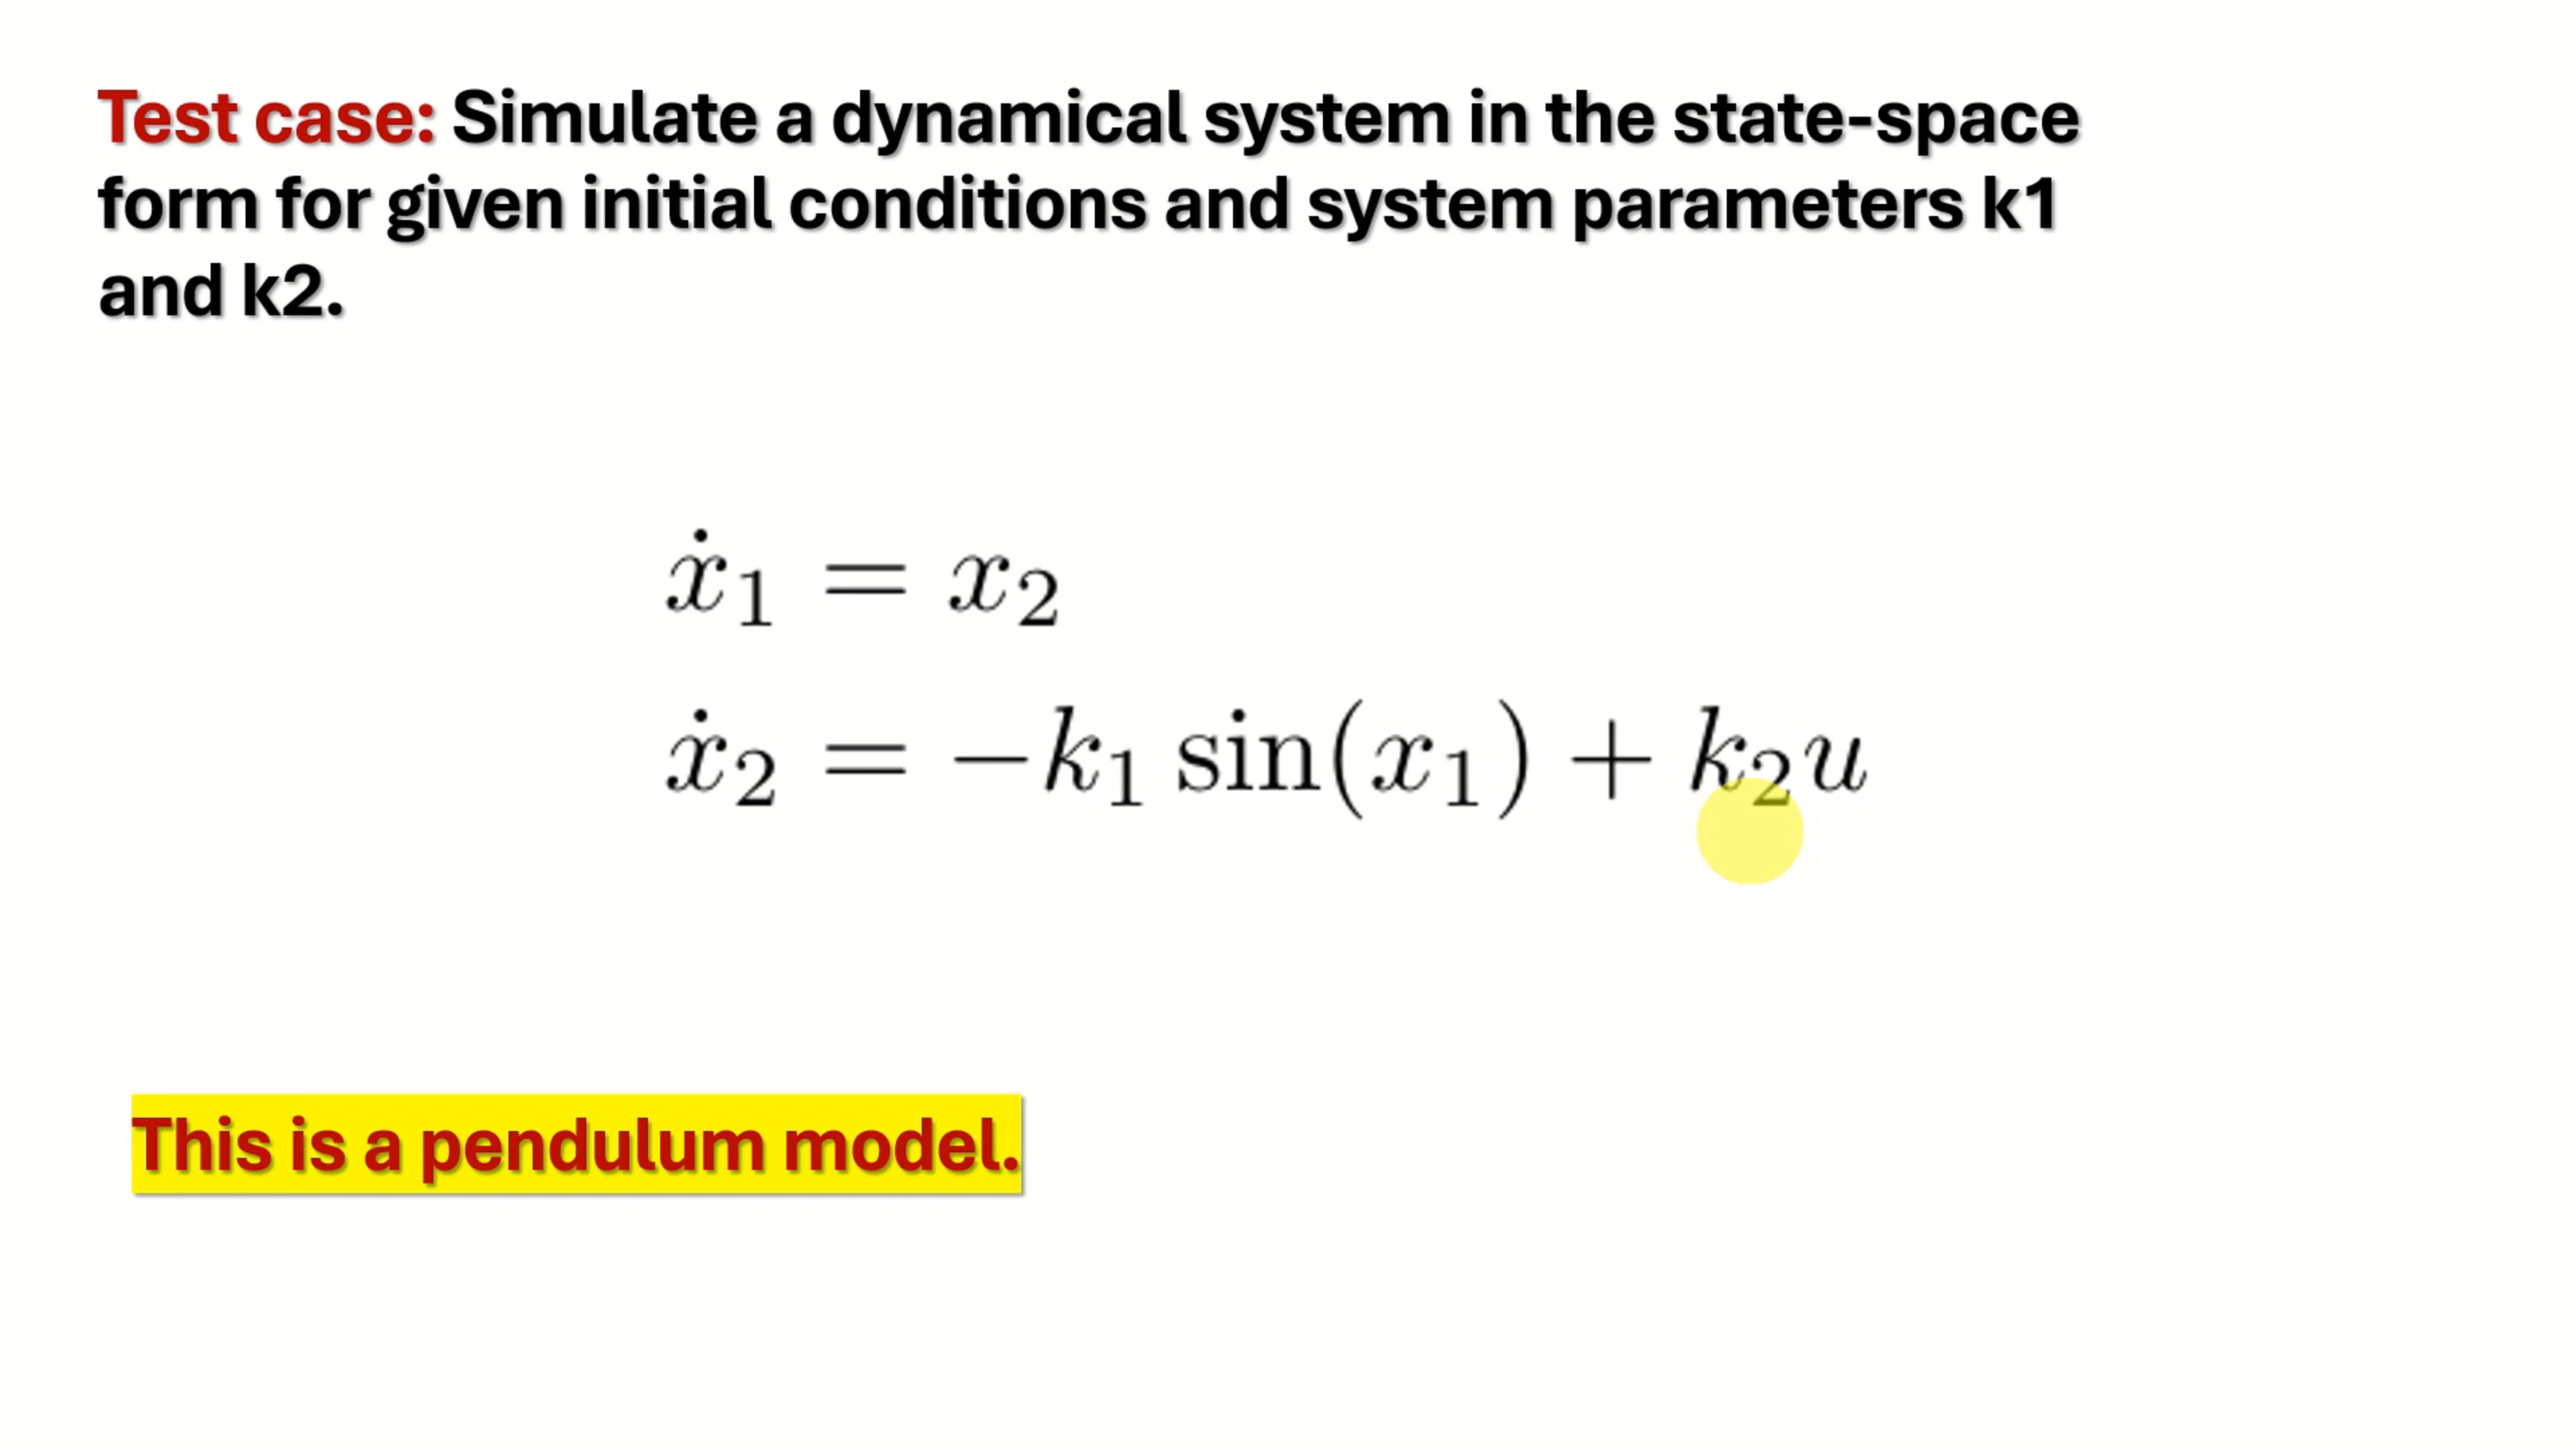 Test case: Simulate a dynamical system in the state-space
form for given initial conditions and system parameters k1
and k2.
ẋ₁ = x₂
ẋ₂ = −k₁ sin(x₁) + k₂u
This is a pendulum model.